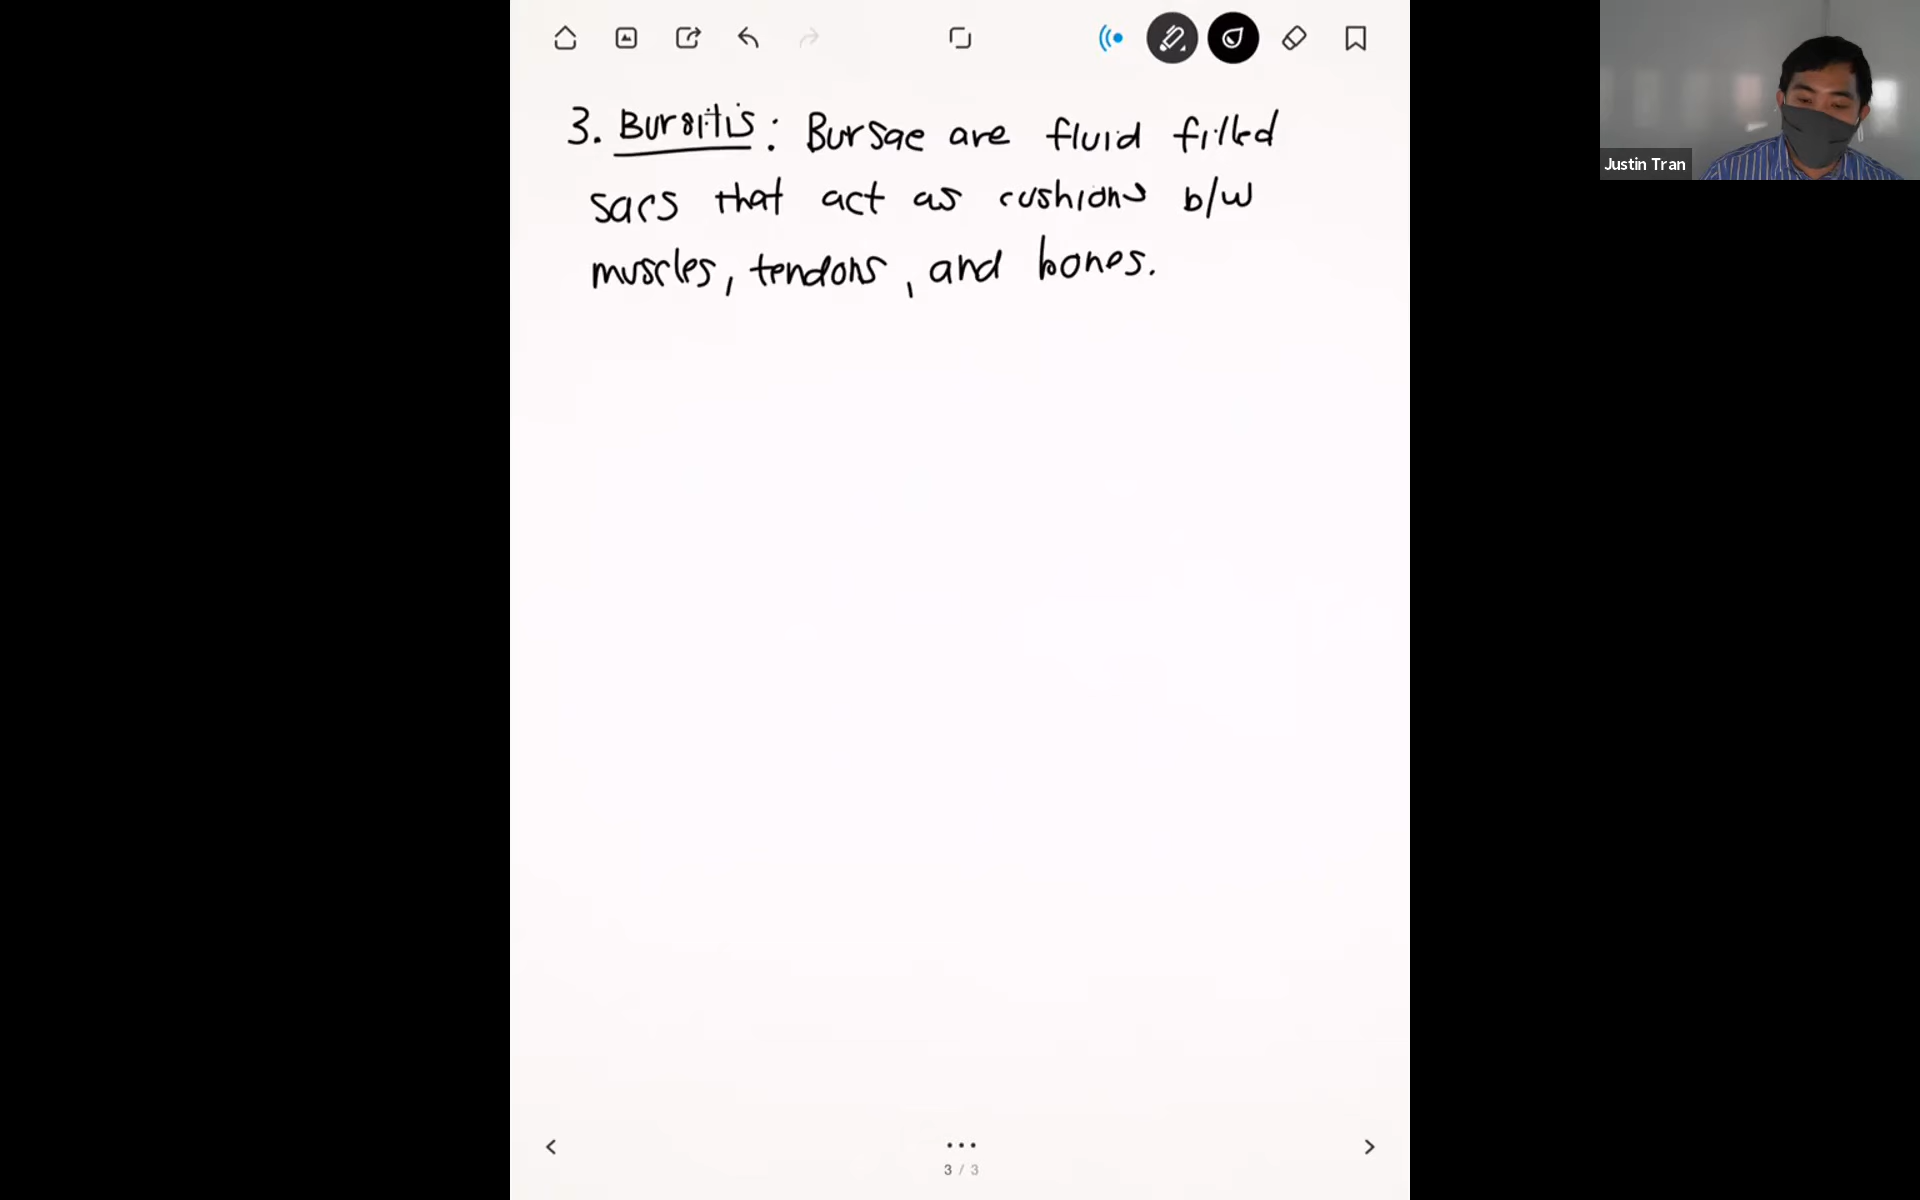 3. Bursitis: Bursae are fluid filled
sacs that act as cushions b/w
muscles, tendons, and bones.
Justin Tran
3 / 3